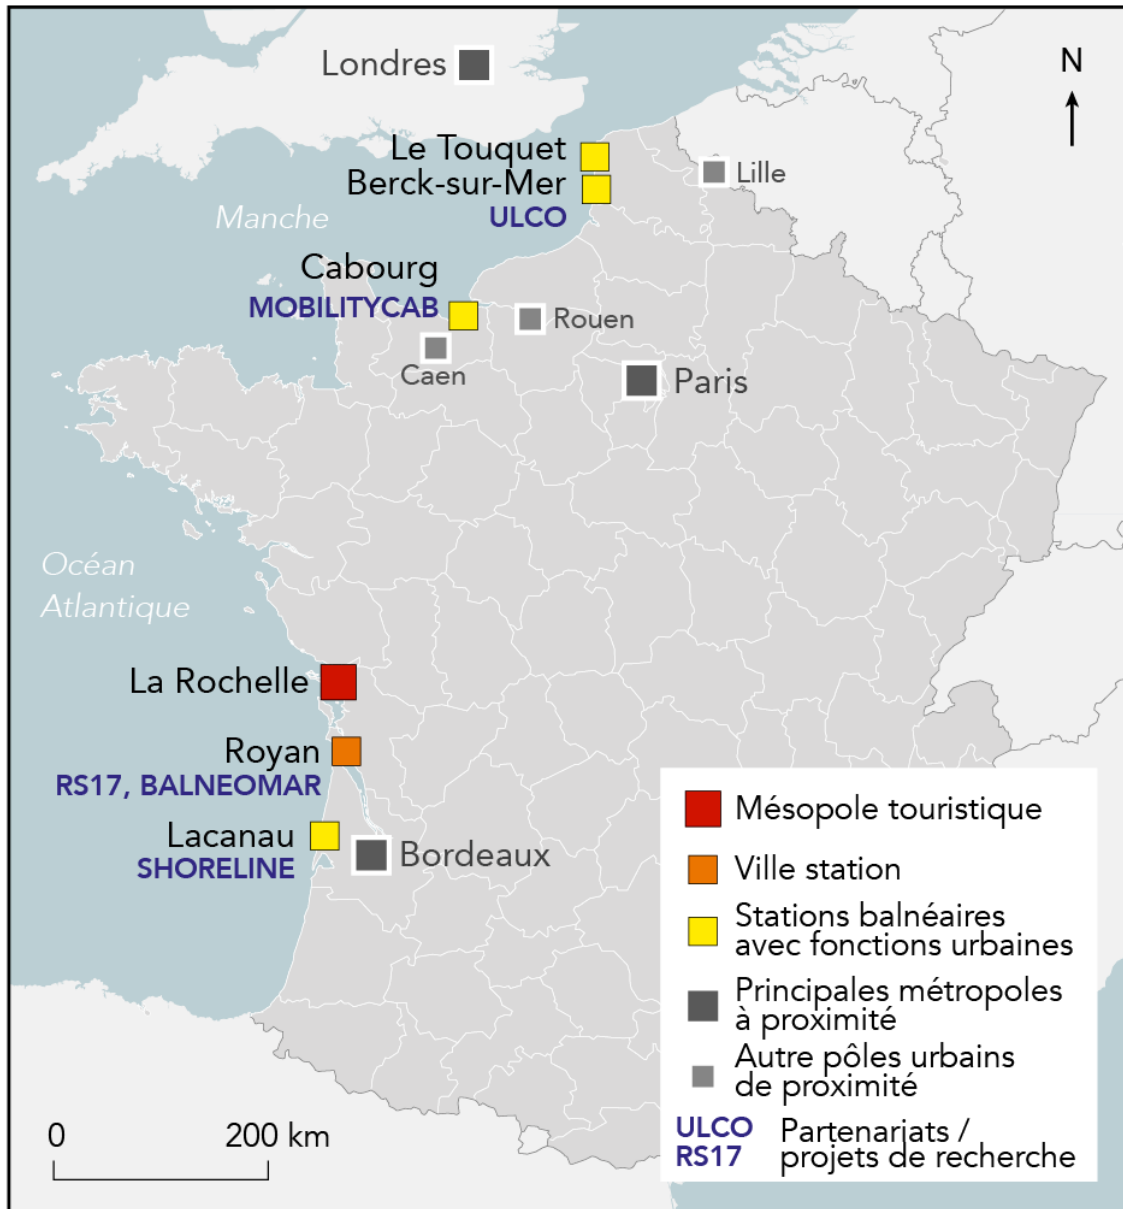 N
Londres
Le Touquet
Berck-sur-Mer
ULCO
Lille
Manche
Cabourg
MOBILITYCAB
Rouen
Caen
Paris
Océan
Atlantique
La Rochelle
Royan
RS17, BALNEOMAR
Lacanau
SHORELINE
Bordeaux
Mésopole touristique
Ville station
Stations balnéaires
avec fonctions urbaines
Principales métropoles
à proximité
Autre pôles urbains
de proximité
ULCO
RS17
Partenariats /
projets de recherche
0
200 km